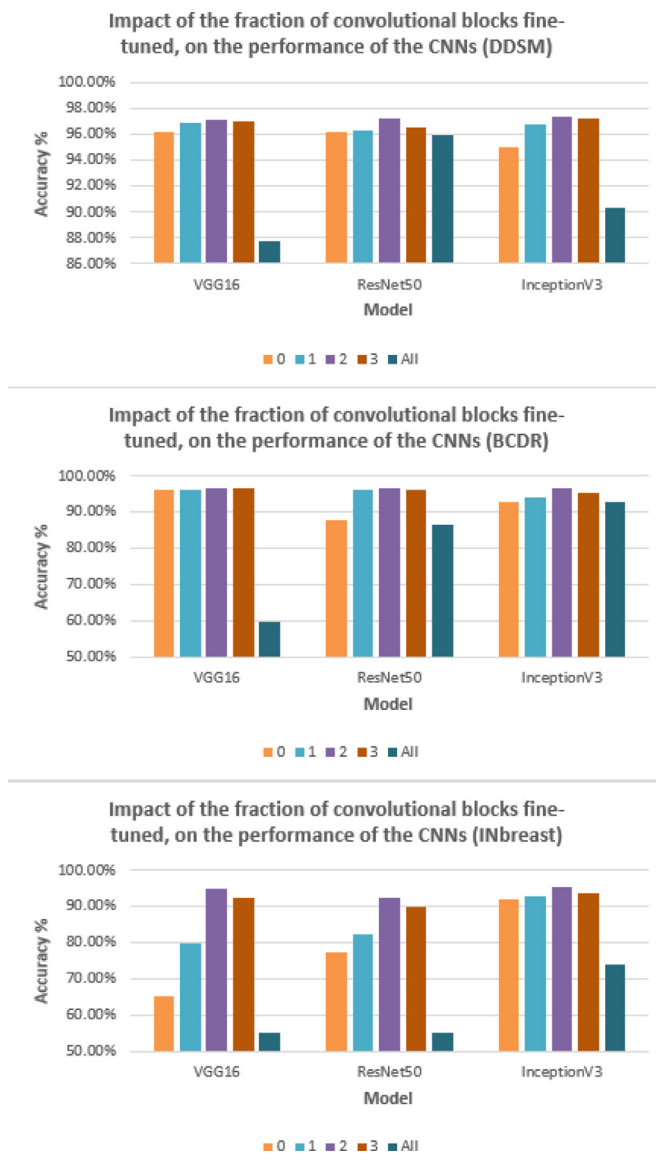 Impact of the fraction of convolutional blocks fine-
tuned, on the performance of the CNNs (DDSM)
100.00%
98.00%
96.00%
94.00%
92.00%
90.00%
88.00%
86.00%
Accuracy %
VGG16 ResNet50 InceptionV3
Model
0 1 2 3 All
Impact of the fraction of convolutional blocks fine-
tuned, on the performance of the CNNs (BCDR)
100.00%
90.00%
80.00%
70.00%
60.00%
50.00%
Accuracy %
VGG16 ResNet50 InceptionV3
Model
0 1 2 3 All
Impact of the fraction of convolutional blocks fine-
tuned, on the performance of the CNNs (INbreast)
100.00%
90.00%
80.00%
70.00%
60.00%
50.00%
Accuracy %
VGG16 ResNet50 InceptionV3
Model
0 1 2 3 All